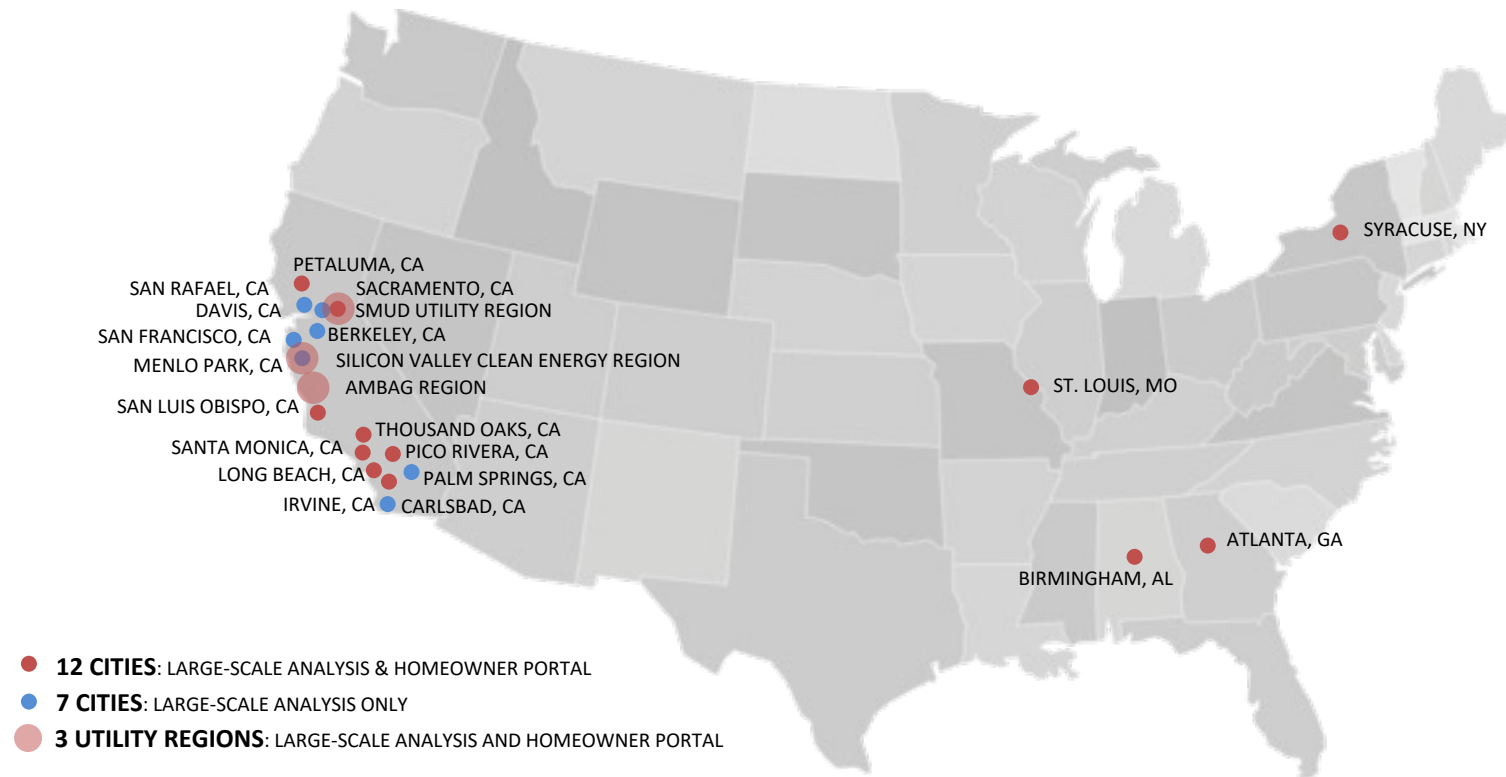 SYRACUSE, NY
PETALUMA, CA
SAN RAFAEL, CA
SACRAMENTO, CA
DAVIS, CA
SMUD UTILITY REGION
SAN FRANCISCO, CA
BERKELEY, CA
MENLO PARK, CA
SILICON VALLEY CLEAN ENERGY REGION
AMBAG REGION
ST. LOUIS, MO
SAN LUIS OBISPO, CA
THOUSAND OAKS, CA
SANTA MONICA, CA
PICO RIVERA, CA
LONG BEACH, CA
PALM SPRINGS, CA
IRVINE, CA
CARLSBAD, CA
ATLANTA, GA
BIRMINGHAM, AL
12 CITIES: LARGE-SCALE ANALYSIS & HOMEOWNER PORTAL
7 CITIES: LARGE-SCALE ANALYSIS ONLY
3 UTILITY REGIONS: LARGE-SCALE ANALYSIS AND HOMEOWNER PORTAL